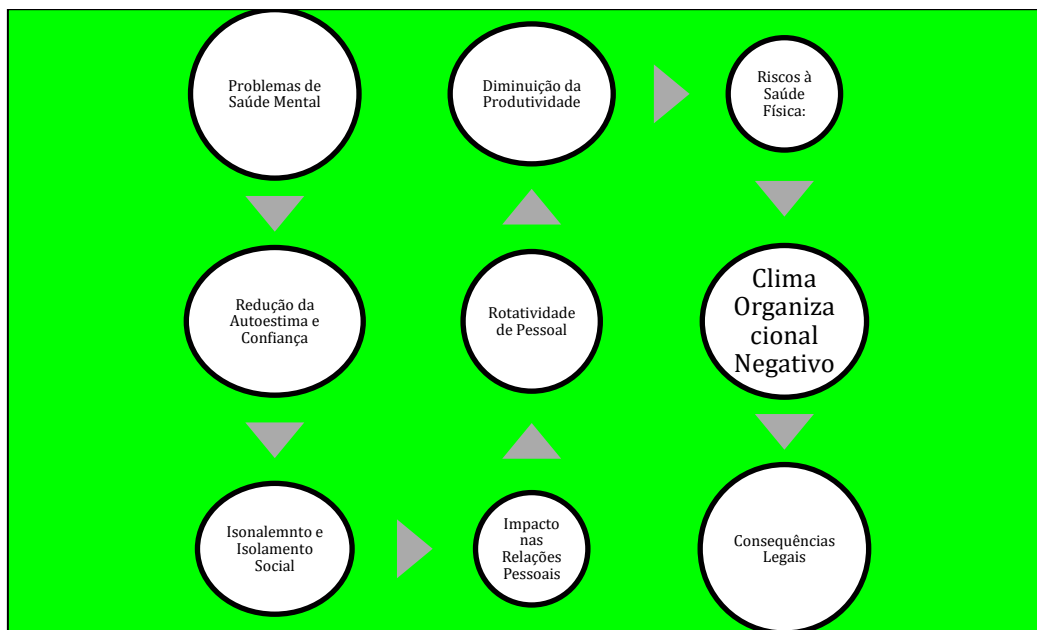 Problemas de
Saúde Mental
Redução da
Autoestima e
Confiança
Isonalemnto e
Isolamento
Social
Impacto
nas
Relações
Pessoais
Rotatividade
de Pessoal
Diminuição da
Produtividade
Riscos à
Saúde
Física:
Clima
Organiza
cional
Negativo
Consequências
Legais